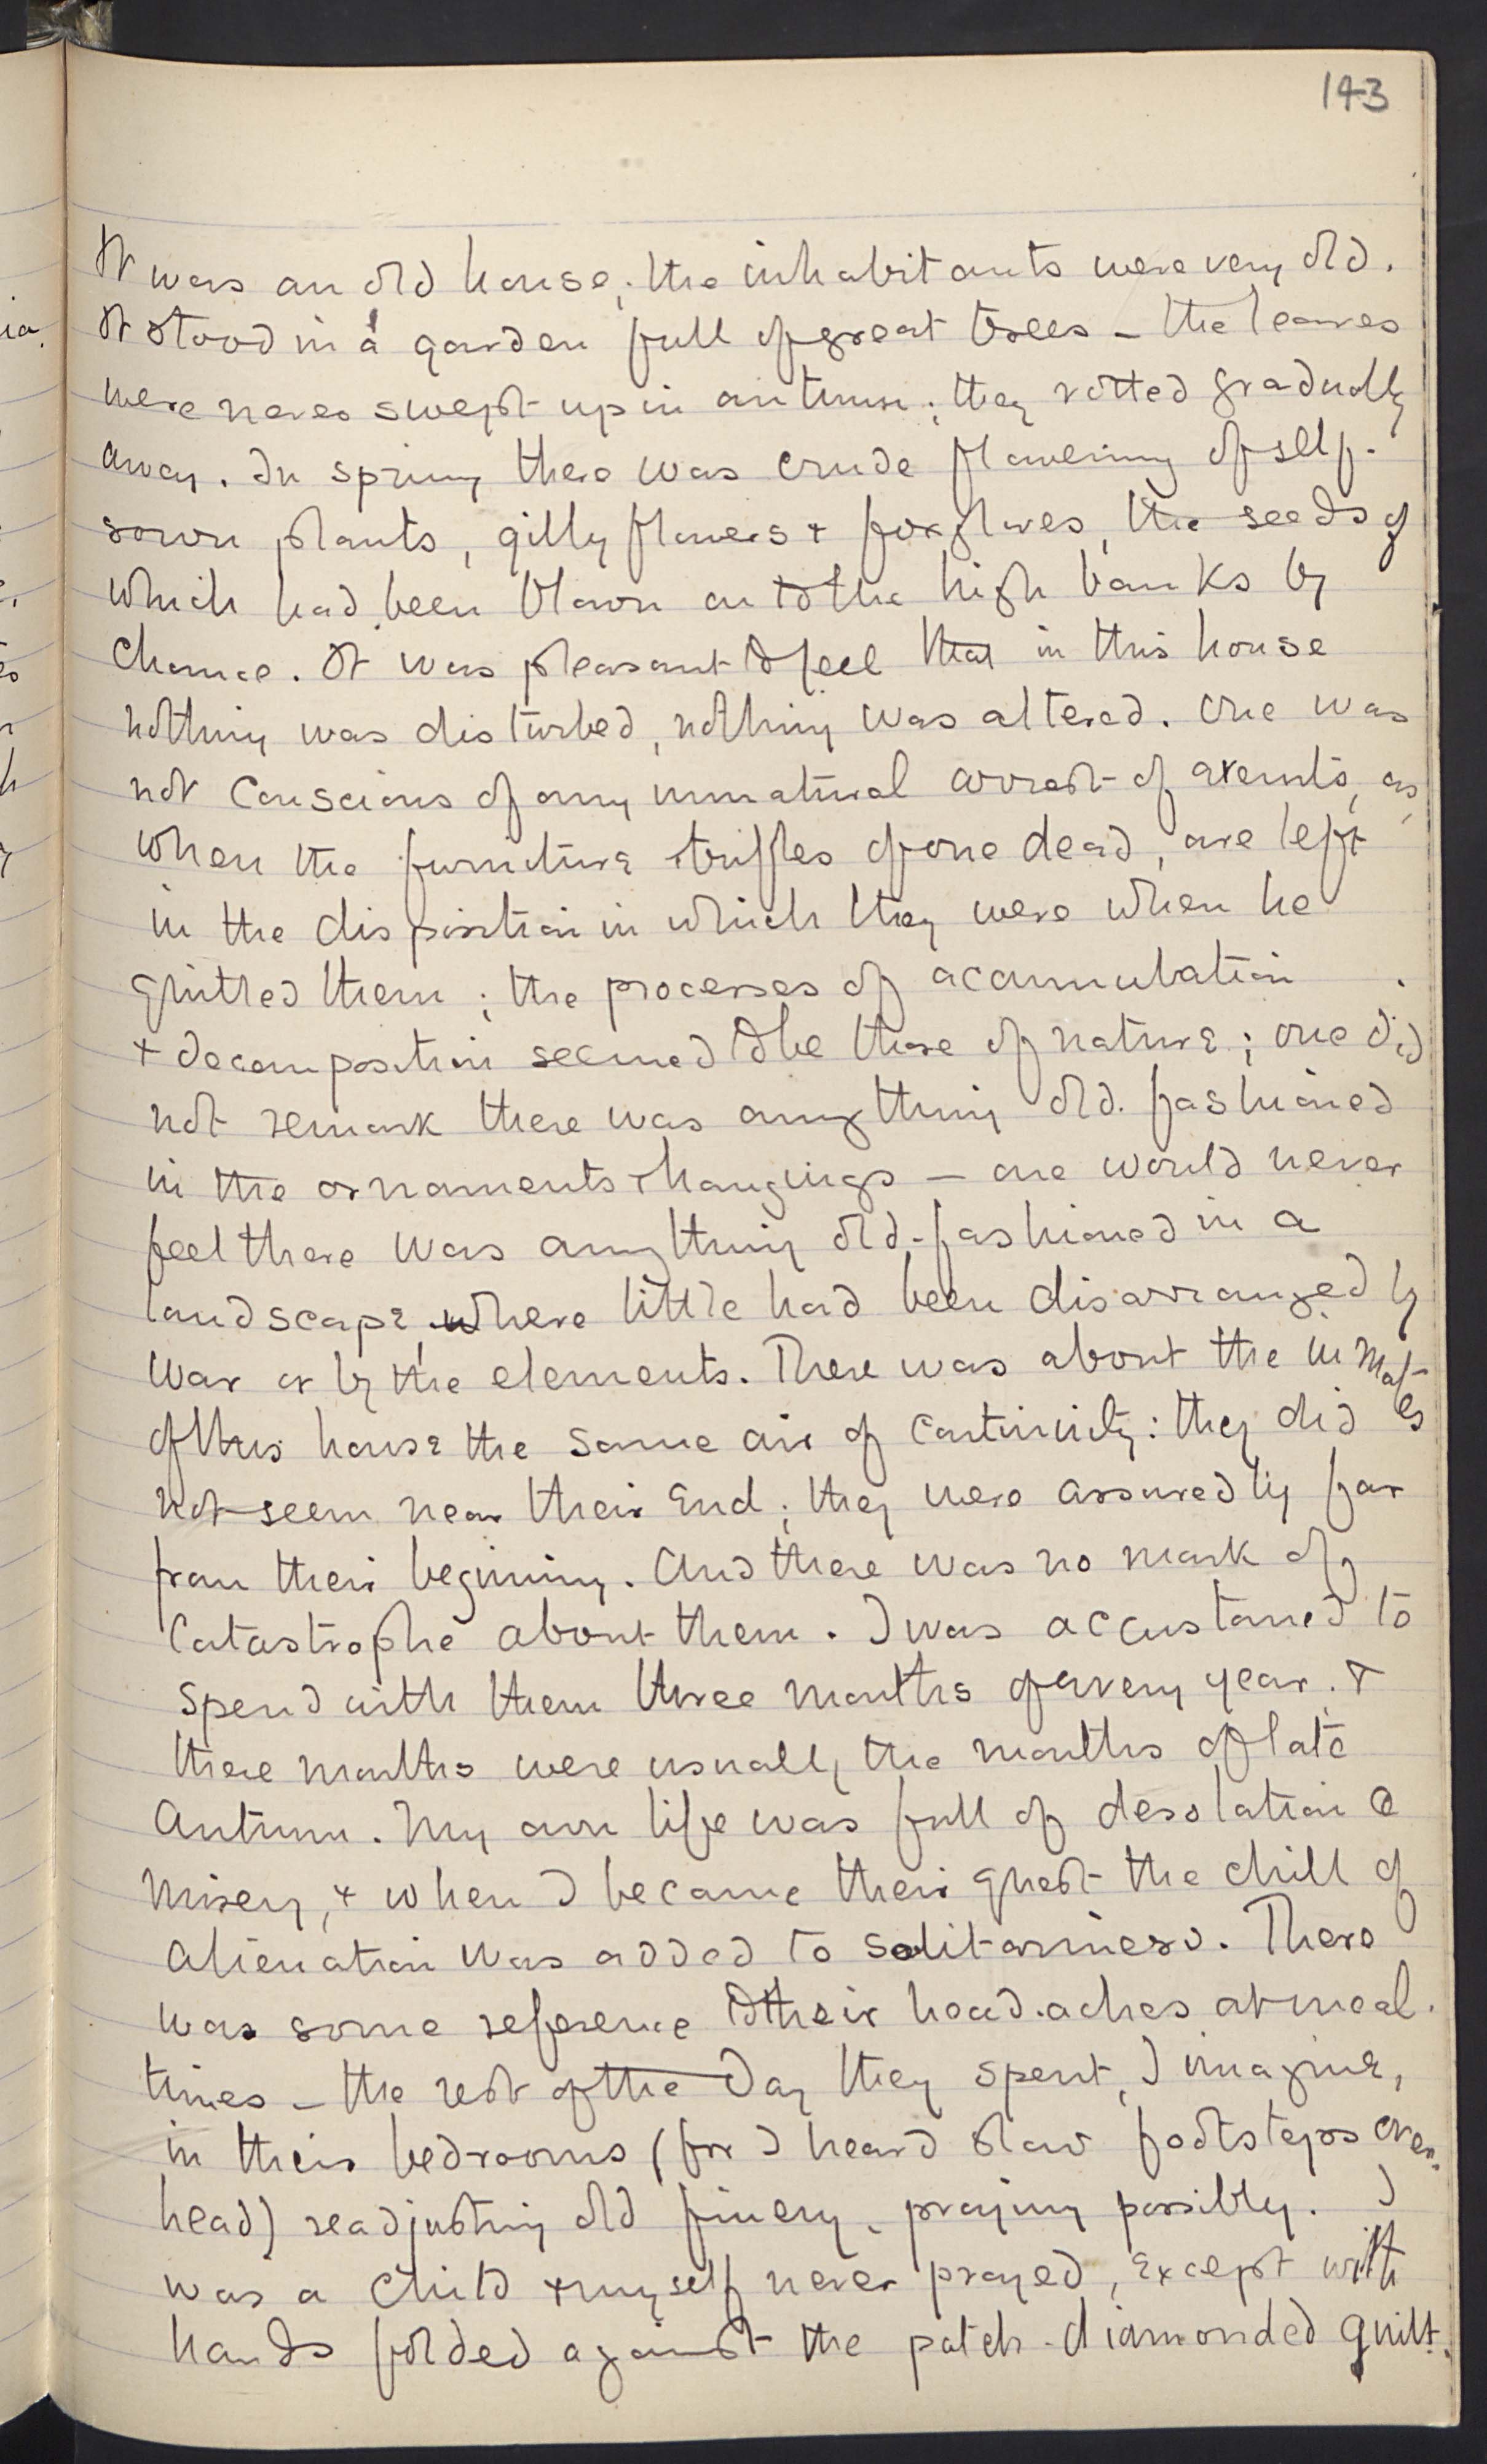 143
It was an old house; the inhabitants were very old.
It stood in a garden full of great trees – the leaves
were never swept up in autumn; they rotted gradually
away. In spring there was crude flowering of self-
sown plants, gilly flowers & foxgloves, the seeds of
which had been blown on to the high banks by
chance. It was pleasant to feel that in this house
nothing was disturbed, nothing was altered. One was
not conscious of any unnatural arrest of events, as
when the furniture & trifles of one dead, are left
in the disposition in which they were when he
quitted them; the processes of accumulation
& decomposition seemed to be those of nature; one did
not remark there was anything old-fashioned
in the ornaments & hangings – one would never
feel there was anything old-fashioned in a
landscape, where little had been disarranged by
war or by the elements. There was about the inmates
of this house the same air of continuity: they did
not seem near their end; they were assuredly far
from their begining. And there was no mark of
catastrophe about them. I was accustomed to
spend with them three months of every year, &
these months were usually the months of late
Autumn. My own life was full of desolation &
misery, & when I became their guest the chill of
alienation was added to solitariness. There
was some reference to their head-aches at meal-
times – the rest of the day they spent, I imagine,
in their bedrooms (for I heard slow footsteps over-
head) readjusting old finery, praying possibly. I
was a child & myself never prayed, except with
hands folded against the patch-diamonded quilt.
ia